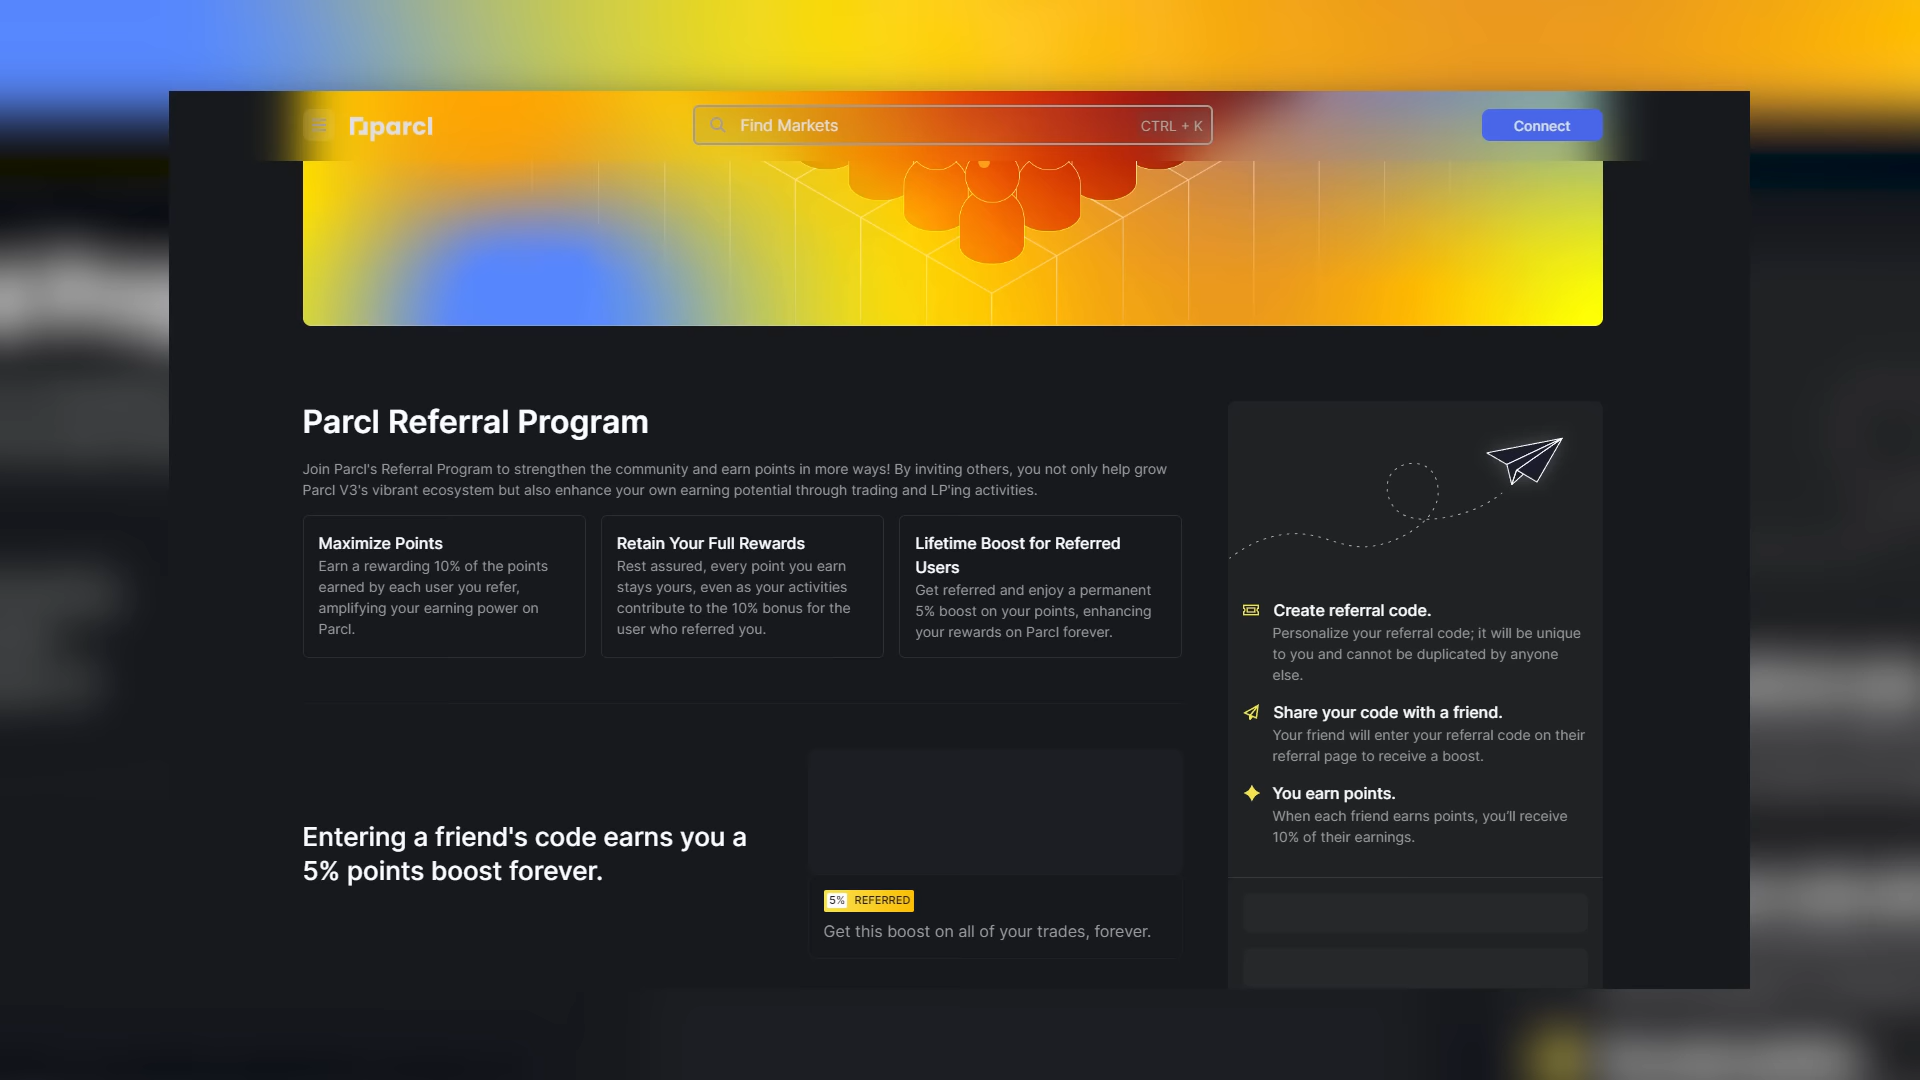 parcl
Find Markets
CTRL + K
Connect
Parcl Referral Program
Join Parcl's Referral Program to strengthen the community and earn points in more ways! By inviting others, you not only help grow
Parcl V3's vibrant ecosystem but also enhance your own earning potential through trading and LP'ing activities.
Maximize Points
Earn a rewarding 10% of the points
earned by each user you refer,
amplifying your earning power on
Parcl.
Retain Your Full Rewards
Rest assured, every point you earn
stays yours, even as your activities
contribute to the 10% bonus for the
user who referred you.
Lifetime Boost for Referred
Users
Get referred and enjoy a permanent
5% boost on your points, enhancing
your rewards on Parcl forever.
Entering a friend's code earns you a
5% points boost forever.
5% REFERRED
Get this boost on all of your trades, forever.
Create referral code.
Personalize your referral code; it will be unique
to you and cannot be duplicated by anyone
else.
Share your code with a friend.
Your friend will enter your referral code on their
referral page to receive a boost.
You earn points.
When each friend earns points, you'll receive
10% of their earnings.